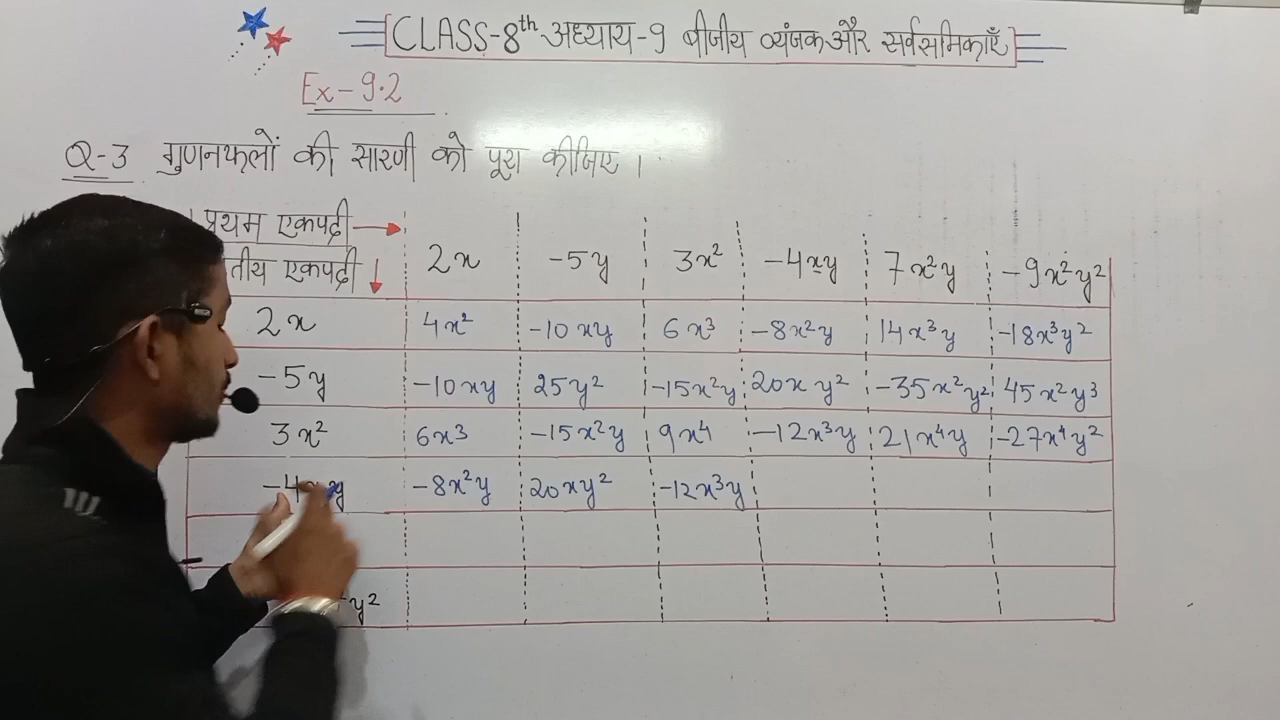 CLASS-8th अध्याय-9 बीजीय व्यंजक और सर्वसमिकाएँ
Ex-9.2
Q-3 गुणनफलों की सारणी को पूरा कीजिए।
प्रथम एकपदी →
तीय एकपदी ↓ 2x -5y 3x² -4xy 7x²y -9x²y²
2x 4x² -10xy 6x³ -8x²y 14x³y -18x³y²
-5y -10xy 25y² -15x²y 20xy² -35x²y² 45x²y³
3x² 6x³ -15x²y 9x⁴ -12x³y 21x⁴y -27x⁴y²
-4xy -8x²y 20xy² -12x³y
y²